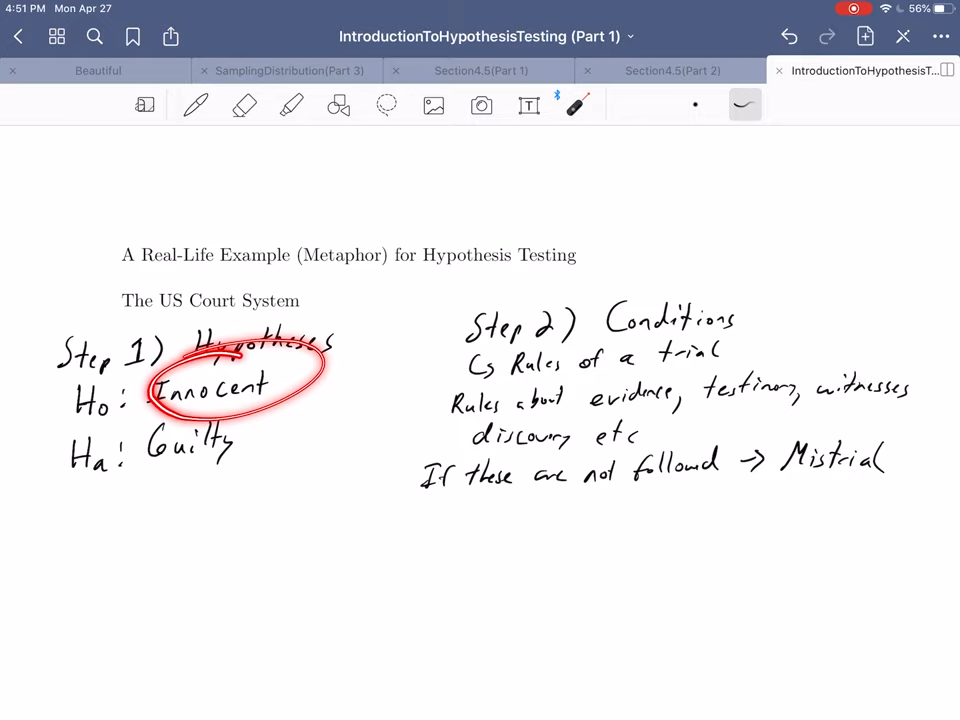 4:51 PM Mon Apr 27
56%
IntroductionToHypothesisTesting (Part 1)
Beautiful
SamplingDistribution(Part 3)
Section4.5(Part 1)
Section4.5(Part 2)
IntroductionToHypothesisT...
A Real-Life Example (Metaphor) for Hypothesis Testing
The US Court System
Step 1) Hypotheses
Ho: Innocent
Ha: Guilty
Step 2) Conditions
Rules of a trial
Rules about evidence, testimony, witnesses
discovery etc
If these are not followed → Mistrial